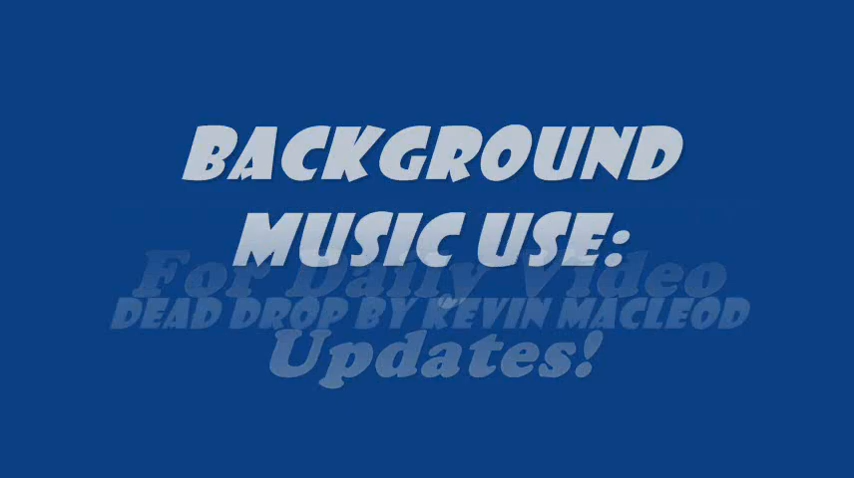 BACKGROUND
MUSIC USE:
For Daily Video
DEAD DROP BY KEVIN MACLEOD
Updates!